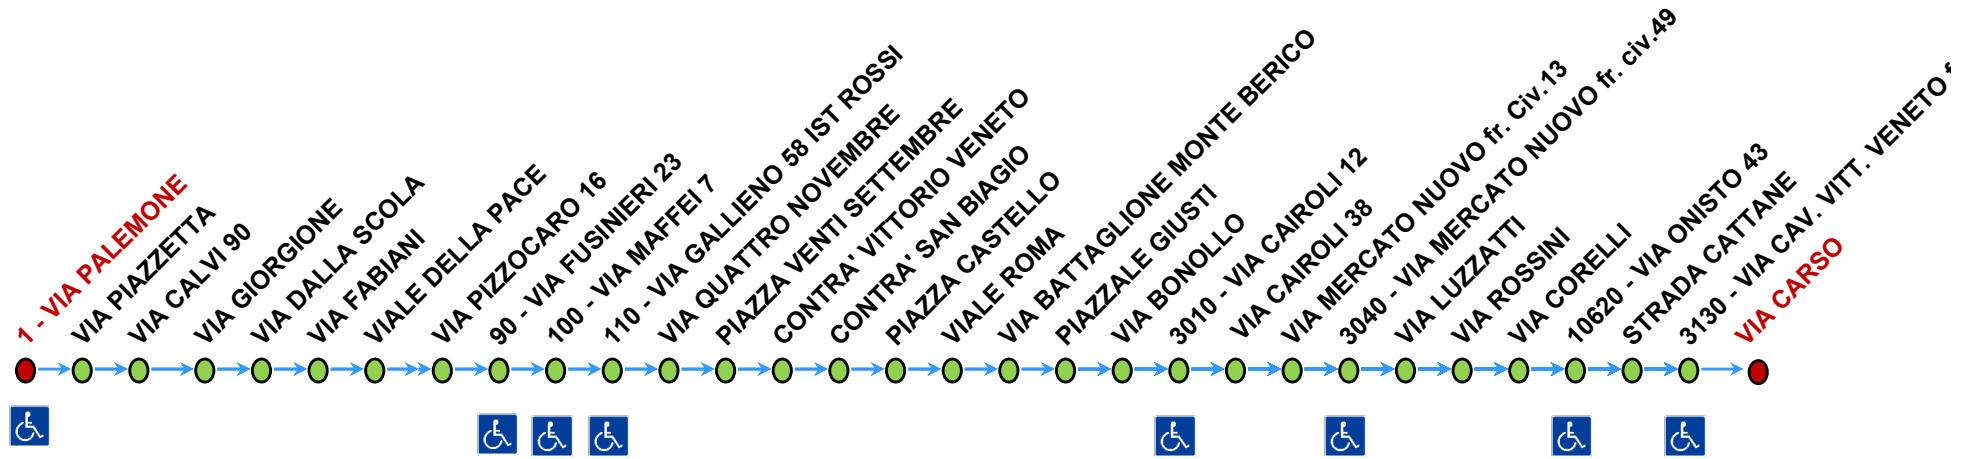 1 - VIA PALEMONE
VIA PIAZZETTA
VIA CALVI 90
VIA GIORGIONE
VIA DALLA SCOLA
VIA FABIANI
VIALE DELLA PACE
VIA PIZZOCARO 16
90 - VIA FUSINIERI 23
100 - VIA MAFFEI 7
110 - VIA GALLIENO 58 IST ROSSI
VIA QUATTRO NOVEMBRE
PIAZZA VENTI SETTEMBRE
CONTRA' VITTORIO VENETO
CONTRA' SAN BIAGIO
PIAZZA CASTELLO
VIALE ROMA
VIA BATTAGLIONE MONTE BERICO
PIAZZALE GIUSTI
VIA BONOLLO
3010 - VIA CAIROLI 12
VIA CAIROLI 38
VIA MERCATO NUOVO fr. Civ.13
3040 - VIA MERCATO NUOVO fr. civ.49
VIA LUZZATTI
VIA ROSSINI
VIA CORELLI
10620 - VIA ONISTO 43
STRADA CATTANE
3130 - VIA CAV. VITT. VENETO
VIA CARSO